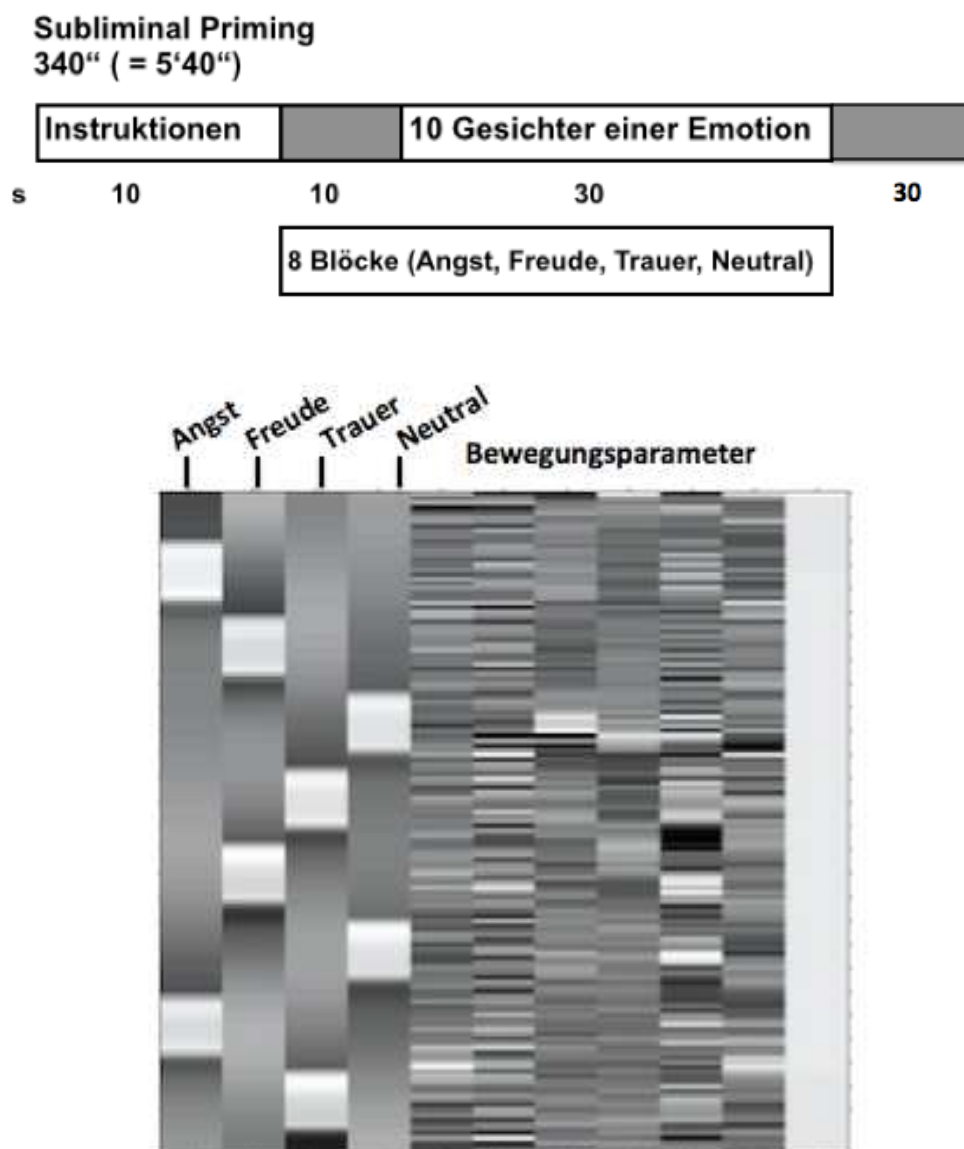 Subliminal Priming
340“ ( = 5‘40“)
Instruktionen 10 Gesichter einer Emotion
s 10 10 30 30
8 Blöcke (Angst, Freude, Trauer, Neutral)
Angst Freude Trauer Neutral
Bewegungsparameter